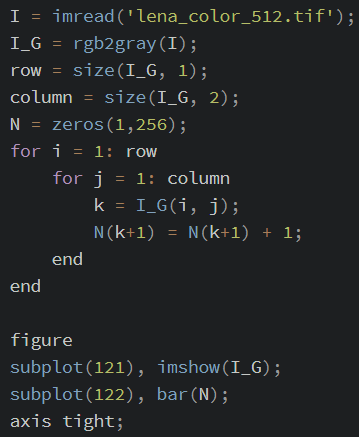 I = imread('lena_color_512.tif');
I_G = rgb2gray(I);
row = size(I_G, 1);
column = size(I_G, 2);
N = zeros(1,256);
for i = 1: row
    for j = 1: column
        k = I_G(i, j);
        N(k+1) = N(k+1) + 1;
    end
end

figure
subplot(121), imshow(I_G);
subplot(122), bar(N);
axis tight;